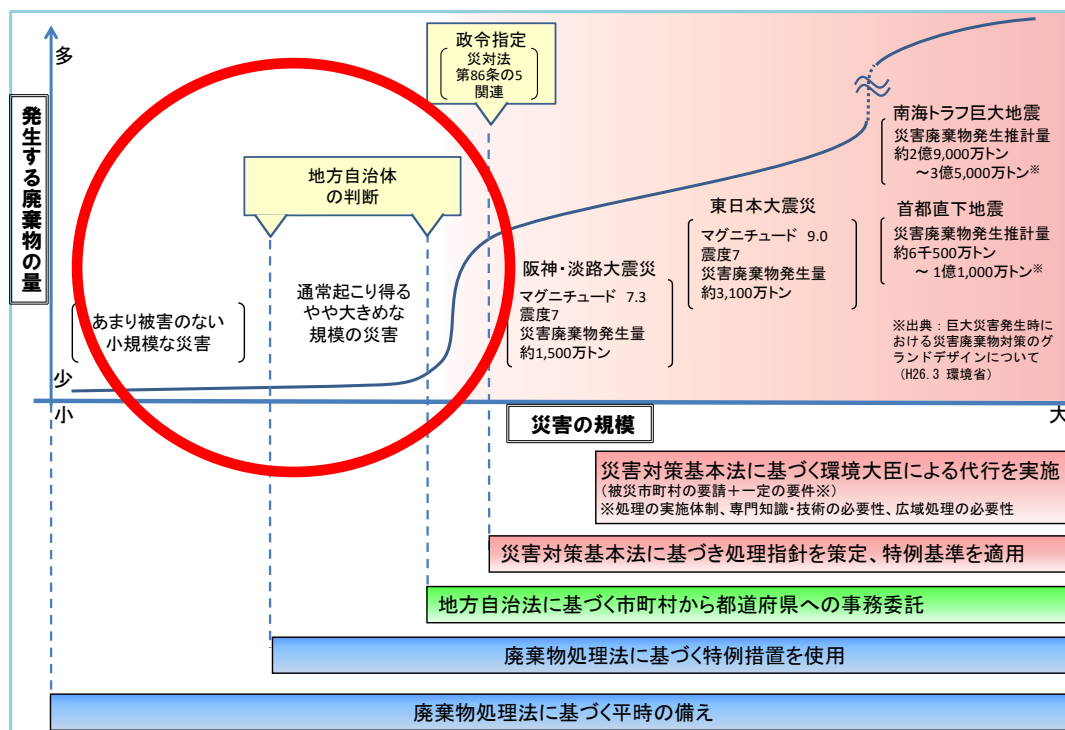 多
発生する廃棄物の量
少
小
政令指定
災対法
第86条の5
関連
地方自治体
の判断
あまり被害のない
小規模な災害
通常起こり得る
やや大きめな
規模の災害
阪神・淡路大震災
マグニチュード 7.3
震度7
災害廃棄物発生量
約1,500万トン
東日本大震災
マグニチュード 9.0
震度7
災害廃棄物発生量
約3,100万トン
南海トラフ巨大地震
災害廃棄物発生推計量
約2億9,000万トン
～3億5,000万トン※
首都直下地震
災害廃棄物発生推計量
約6千500万トン
～ 1億1,000万トン※
※出典：巨大災害発生時に
おける災害廃棄物対策のグ
ランドデザインについて
（H26.3 環境省）
災害の規模
大
災害対策基本法に基づく環境大臣による代行を実施
（被災市町村の要請＋一定の要件※）
※処理の実施体制、専門知識・技術の必要性、広域処理の必要性
災害対策基本法に基づき処理指針を策定、特例基準を適用
地方自治法に基づく市町村から都道府県への事務委託
廃棄物処理法に基づく特例措置を使用
廃棄物処理法に基づく平時の備え